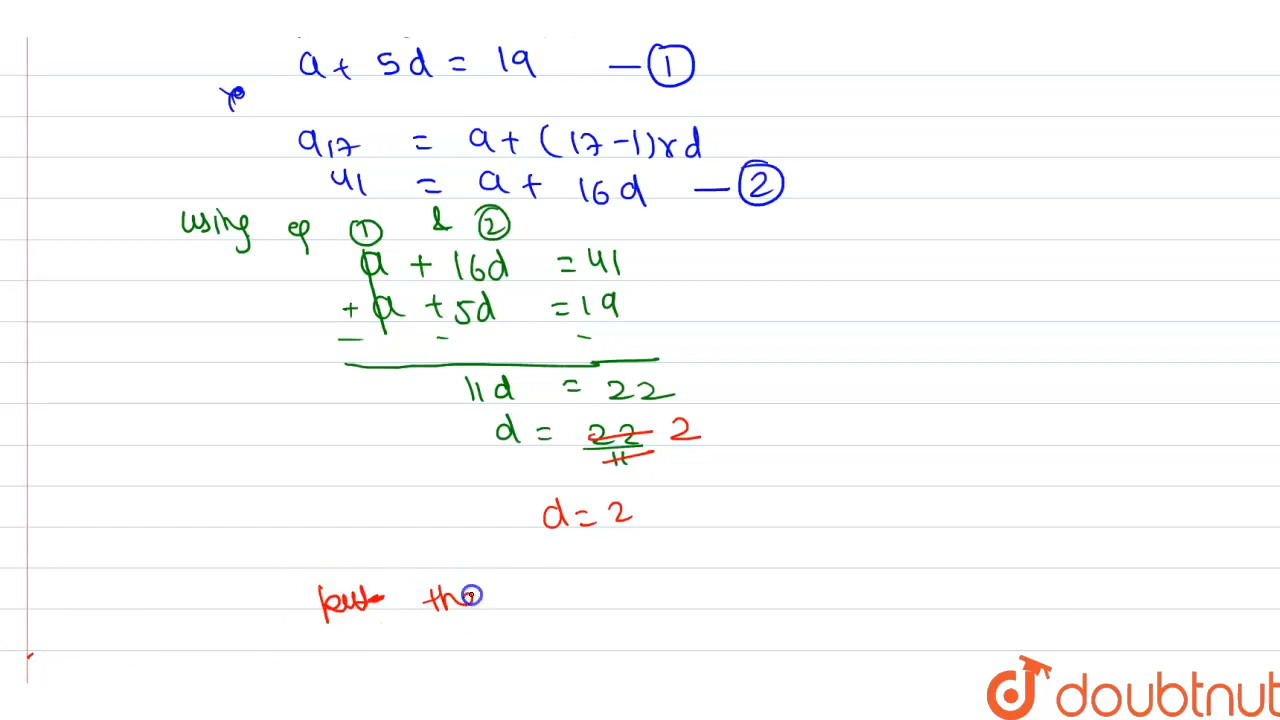 a + 5d = 19 — ①
a17 = a + (17-1)xd
41 = a + 16d — ②
using eq ① & ②
a + 16d = 41
+ a + 5d = 19
— - -
11d = 22
d = 22/11 2
d = 2
put the
doubtnut